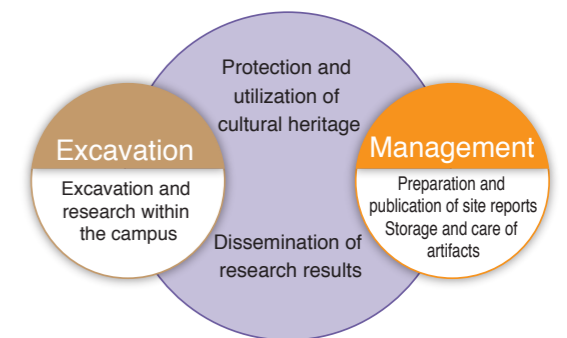 Protection and
utilization of
cultural heritage
Excavation
Excavation and
research within
the campus
Management
Preparation and
publication of site reports
Storage and care of
artifacts
Dissemination of
research results